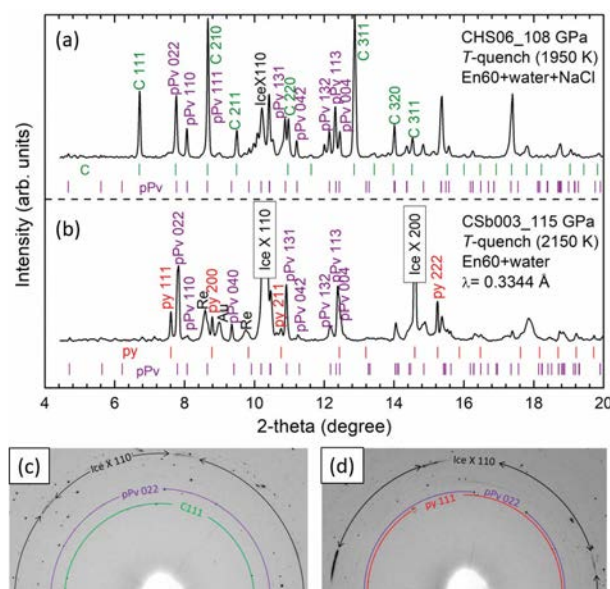 (a)
C 111
pPv 022
pPv 110
pPv 111
C 210
C 211
IceX110
pPv 131
C 220
pPv 042
pPv 132
pPv 113
pPv 004
C 311
C 320
C 311
CHS06_108 GPa
T-quench (1950 K)
En60+water+NaCl
C
pPv
(b)
py 111
pPv 022
pPv 110
Re
py 200
Au
pPv 040
Re
Ice X 110
py 211
pPv 131
pPv 042
pPv 132
pPv 113
pPv 004
Ice X 200
py 222
CSb003_115 GPa
T-quench (2150 K)
En60+water
λ= 0.3344 Å
py
pPv
Intensity (arb. units)
4 6 8 10 12 14 16 18 20
2-theta (degree)
(c)
Ice X 110
pPv 022
C111
(d)
Ice X 110
pPv 022
py 111